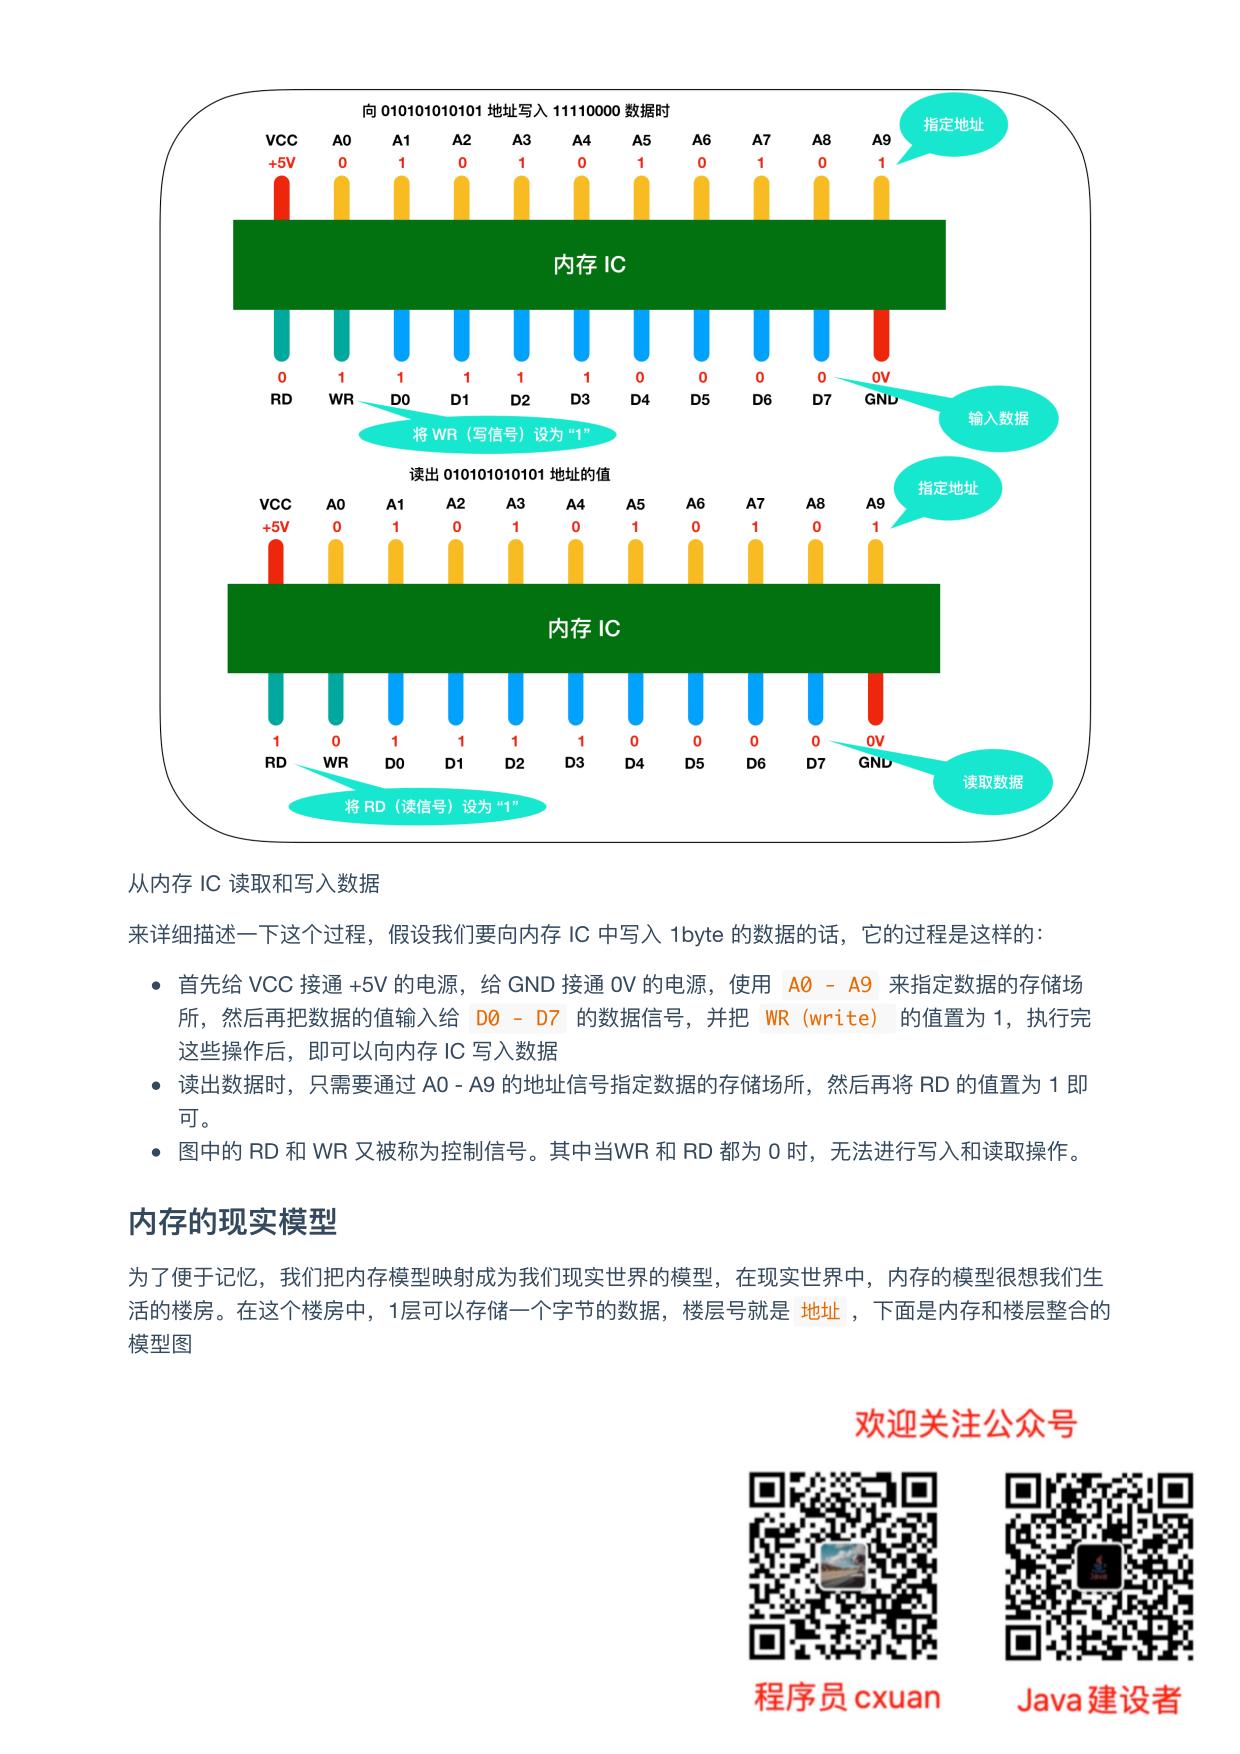 向 010101010101 地址写入 11110000 数据时
指定地址
VCC A0 A1 A2 A3 A4 A5 A6 A7 A8 A9
+5V 0 1 0 1 0 1 0 1 0 1
内存 IC
0 1 1 1 1 1 0 0 0 0 0V
RD WR D0 D1 D2 D3 D4 D5 D6 D7 GND
输入数据
将 WR（写信号）设为 “1”
读出 010101010101 地址的值
指定地址
VCC A0 A1 A2 A3 A4 A5 A6 A7 A8 A9
+5V 0 1 0 1 0 1 0 1 0 1
内存 IC
1 0 1 1 1 1 0 0 0 0 0V
RD WR D0 D1 D2 D3 D4 D5 D6 D7 GND
读取数据
将 RD（读信号）设为 “1”
从内存 IC 读取和写入数据
来详细描述一下这个过程，假设我们要向内存 IC 中写入 1byte 的数据的话，它的过程是这样的：
• 首先给 VCC 接通 +5V 的电源，给 GND 接通 0V 的电源，使用 A0 - A9 来指定数据的存储场
所，然后再把数据的值输入给 D0 - D7 的数据信号，并把 WR（write） 的值置为 1，执行完
这些操作后，即可以向内存 IC 写入数据
• 读出数据时，只需要通过 A0 - A9 的地址信号指定数据的存储场所，然后再将 RD 的值置为 1 即
可。
• 图中的 RD 和 WR 又被称为控制信号。其中当WR 和 RD 都为 0 时，无法进行写入和读取操作。
内存的现实模型
为了便于记忆，我们把内存模型映射成为我们现实世界的模型，在现实世界中，内存的模型很想我们生
活的楼房。在这个楼房中，1层可以存储一个字节的数据，楼层号就是 地址 ，下面是内存和楼层整合的
模型图
欢迎关注公众号
Java
程序员cxuan
Java建设者